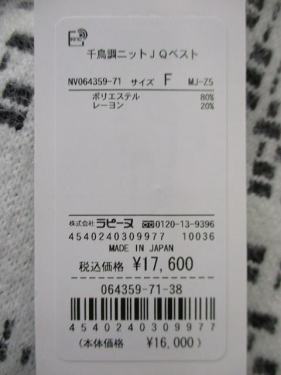 千鳥調ニットJQベスト
NV064359-71 サイズ F MJ-Z5
ポリエステル 80%
レーヨン 20%
株式会社ラピーヌ 0120-13-9396
4540240309977 10036
MADE IN JAPAN
税込価格 ¥17,600
064359-71-38
4540240309977
(本体価格 ¥16,000)